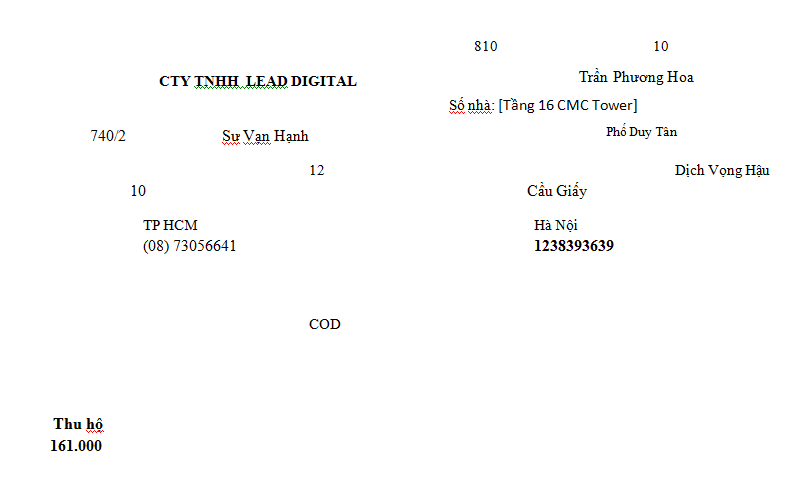 810 10
CTY TNHH LEAD DIGITAL
Trần Phương Hoa
Số nhà: [Tầng 16 CMC Tower]
740/2 Sư Vạn Hạnh
Phố Duy Tân
12
Dịch Vọng Hậu
10
Cầu Giấy
TP HCM
Hà Nội
(08) 73056641
1238393639
COD
Thu hộ
161.000